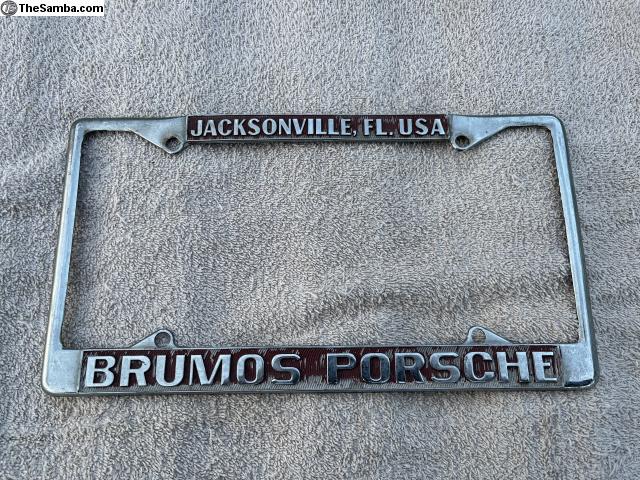 TheSamba.com
JACKSONVILLE, FL. USA
BRUMOS PORSCHE